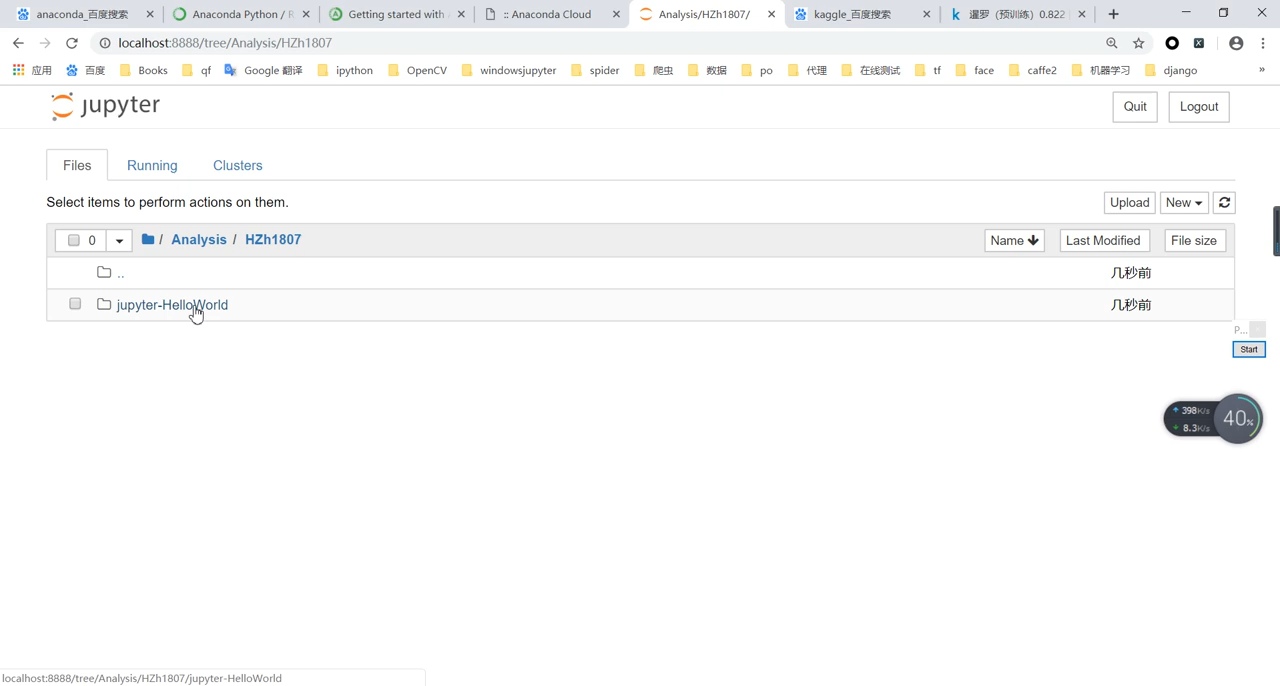 anaconda_百度搜索
Anaconda Python / R
Getting started with
:: Anaconda Cloud
Analysis/HZh1807/
kaggle_百度搜索
暹罗（预训练）0.822
localhost:8888/tree/Analysis/HZh1807
应用 百度 Books qf Google 翻译 ipython OpenCV windowsjupyter spider 爬虫 数据 po 代理 在线测试 tf face caffe2 机器学习 django »
jupyter
Quit Logout
Files Running Clusters
Select items to perform actions on them.
Upload New
0 / Analysis / HZh1807 Name Last Modified File size
.. 几秒前
jupyter-HelloWorld 几秒前
P...
Start
398K/s
8.3K/s
40%
localhost:8888/tree/Analysis/HZh1807/jupyter-HelloWorld